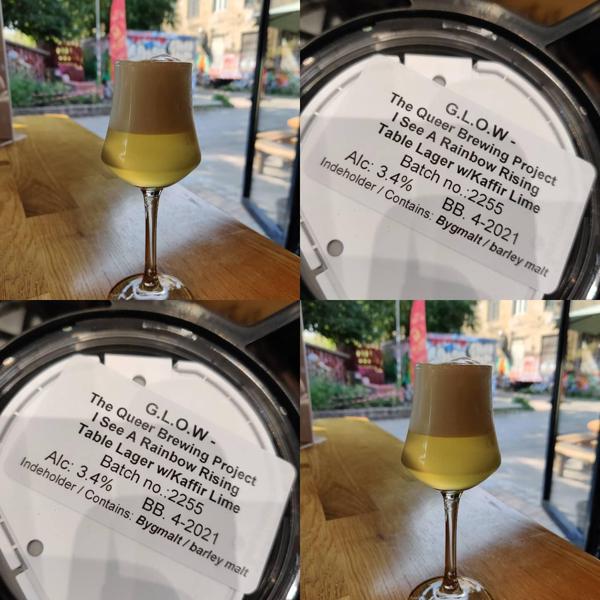 G.L.O.W -
The Queer Brewing Project
I See A Rainbow Rising
Table Lager w/Kaffir Lime
Batch no.:2255
Alc: 3.4% BB. 4-2021
Indeholder / Contains: Bygmalt / barley malt
G.L.O.W -
The Queer Brewing Project
I See A Rainbow Rising
Table Lager w/Kaffir Lime
Batch no.:2255
Alc: 3.4% BB. 4-2021
Indeholder / Contains: Bygmalt / barley malt